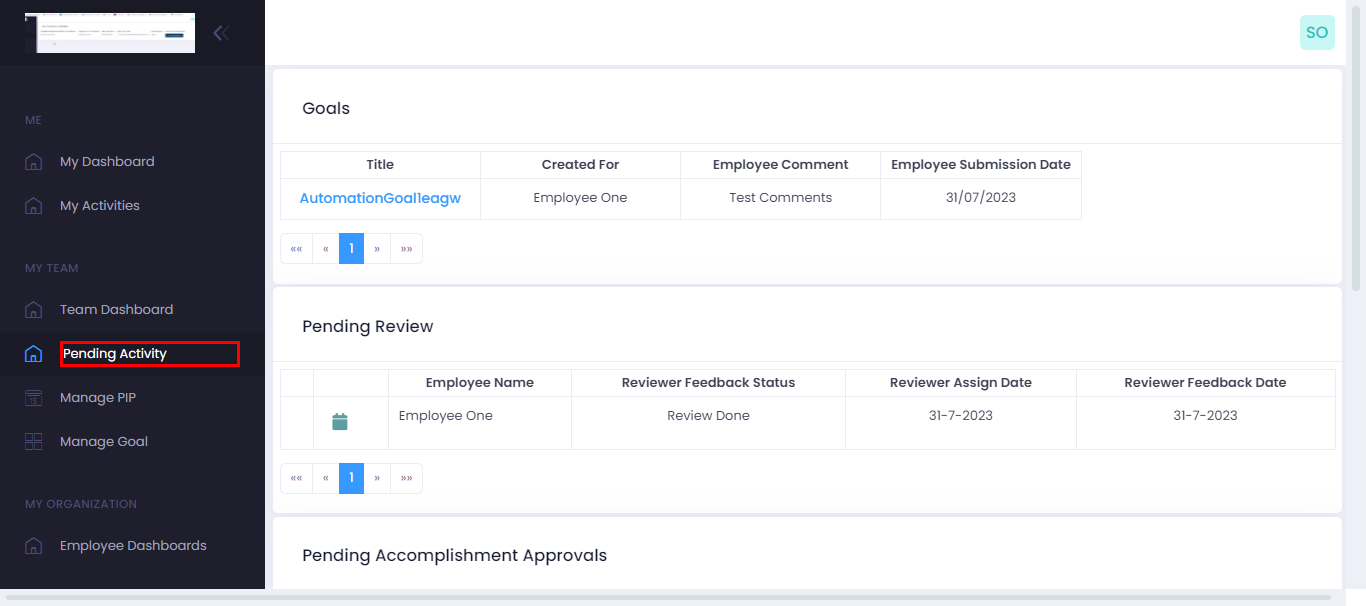 SO
ME
My Dashboard
My Activities
MY TEAM
Team Dashboard
Pending Activity
Manage PIP
Manage Goal
MY ORGANIZATION
Employee Dashboards
Goals
Title Created For Employee Comment Employee Submission Date
AutomationGoal1eagw Employee One Test Comments 31/07/2023
«« « 1 » »»
Pending Review
Employee Name Reviewer Feedback Status Reviewer Assign Date Reviewer Feedback Date
Employee One Review Done 31-7-2023 31-7-2023
«« « 1 » »»
Pending Accomplishment Approvals